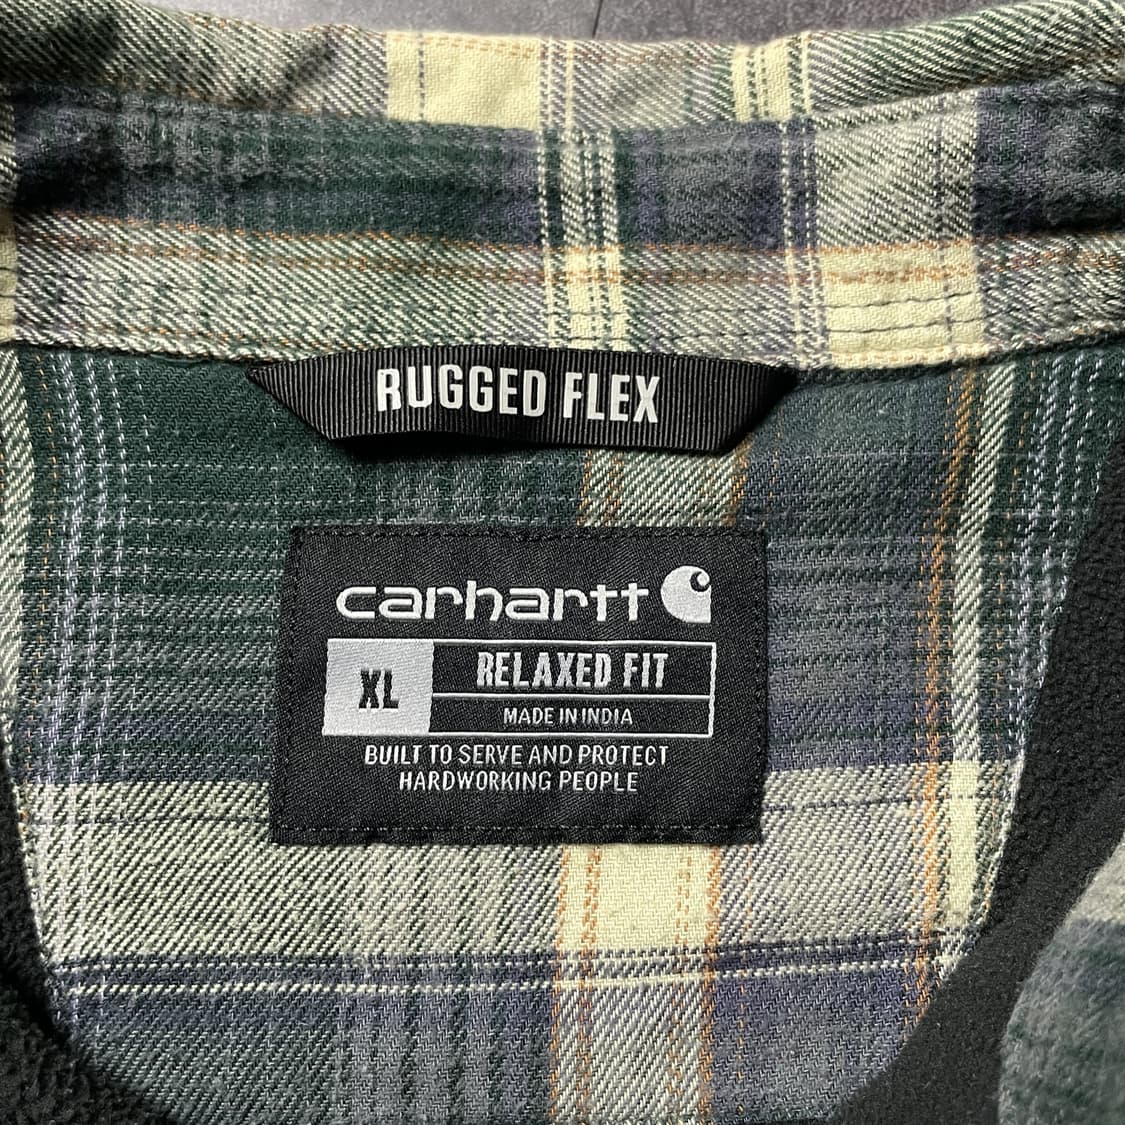 RUGGED FLEX
carhartt
XL
RELAXED FIT
MADE IN INDIA
BUILT TO SERVE AND PROTECT
HARDWORKING PEOPLE